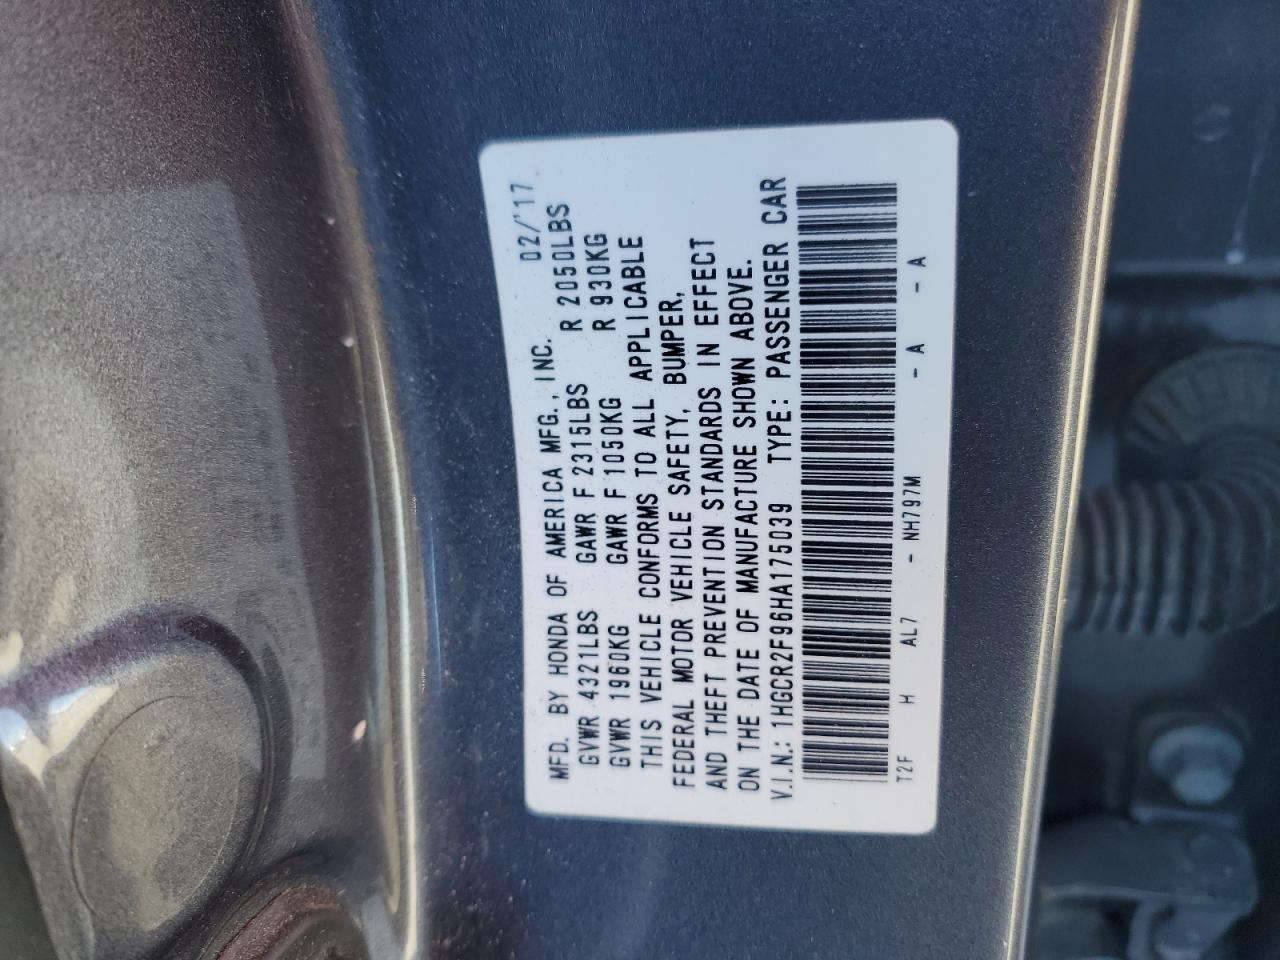 MFD. BY HONDA OF AMERICA MFG., INC. 02/'17
GVWR 4321LBS GAWR F 2315LBS R 2050LBS
GVWR 1960KG GAWR F 1050KG R 930KG
THIS VEHICLE CONFORMS TO ALL APPLICABLE
FEDERAL MOTOR VEHICLE SAFETY, BUMPER,
AND THEFT PREVENTION STANDARDS IN EFFECT
ON THE DATE OF MANUFACTURE SHOWN ABOVE.
V.I.N.: 1HGCR2F96HA175039 TYPE: PASSENGER CAR
T2F H AL7 - NH797M - A - A